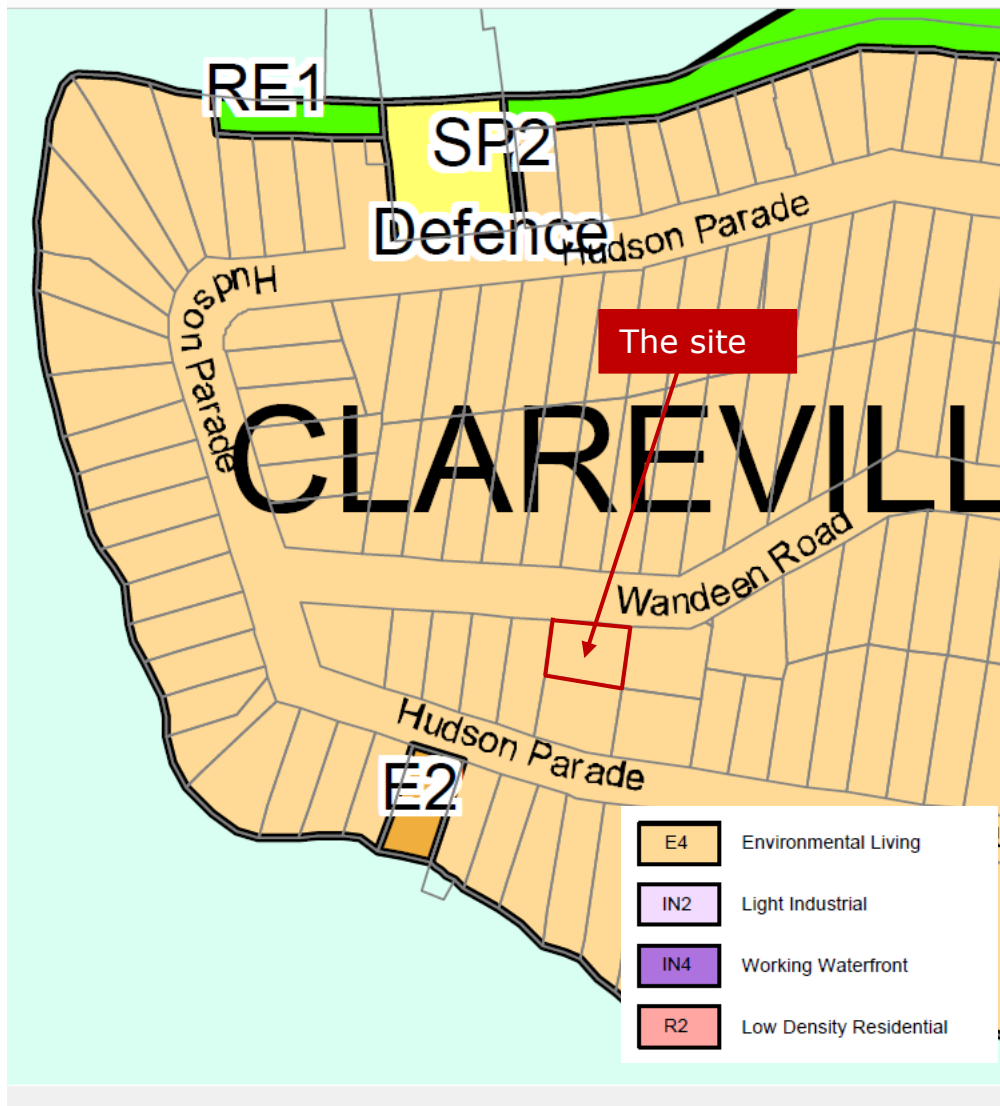 RE1
SP2
Defence
Hudson Parade
Hudson Parade
The site
CLAREVILL
Wandeen Road
Hudson Parade
E2
E4 Environmental Living
IN2 Light Industrial
IN4 Working Waterfront
R2 Low Density Residential